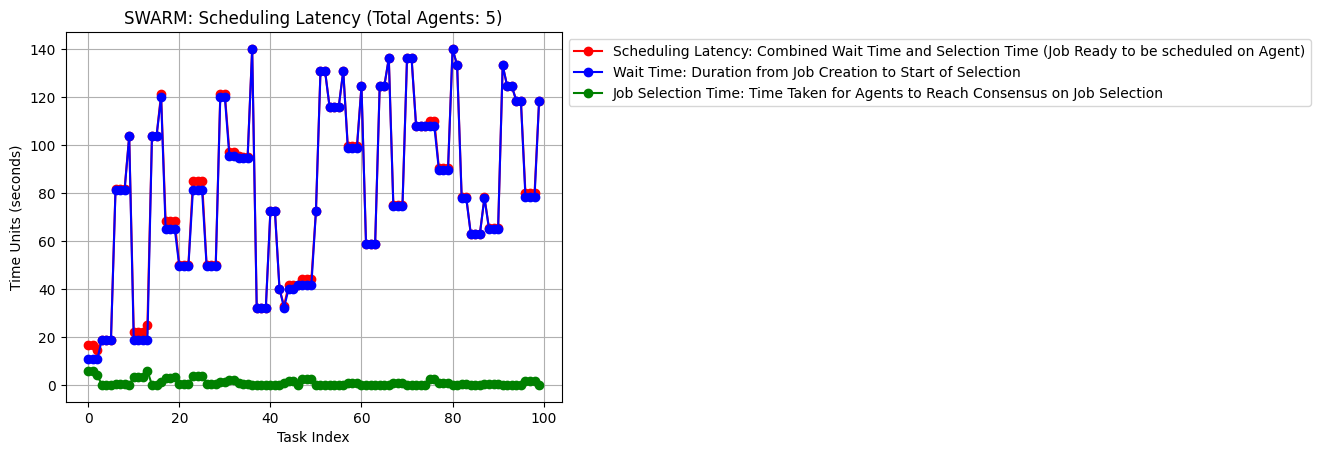 SWARM: Scheduling Latency (Total Agents: 5)
Scheduling Latency: Combined Wait Time and Selection Time (Job Ready to be scheduled on Agent)
Wait Time: Duration from Job Creation to Start of Selection
Job Selection Time: Time Taken for Agents to Reach Consensus on Job Selection
Time Units (seconds)
140
120
100
80
60
40
20
0
0 20 40 60 80 100
Task Index